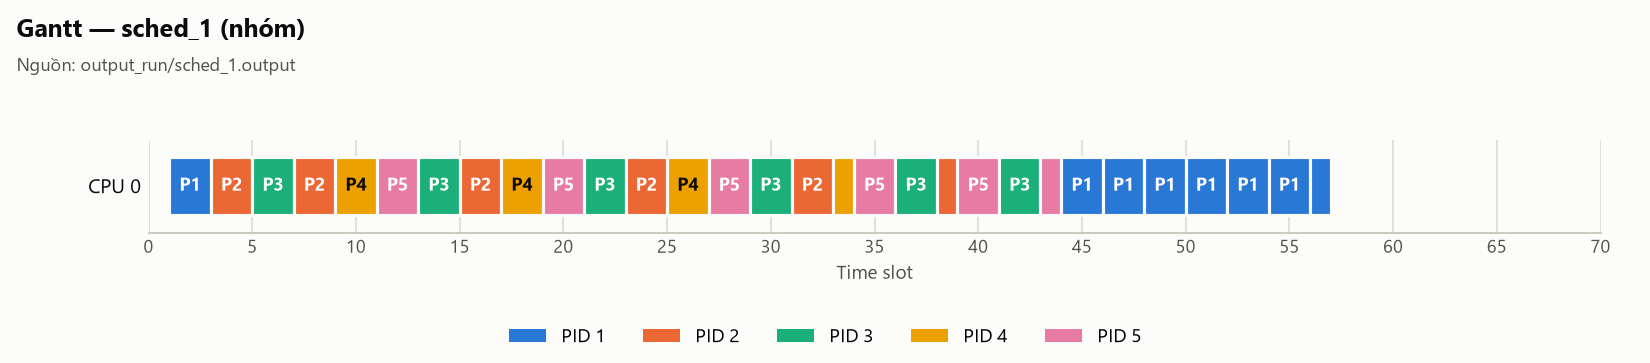 Gantt — sched_1 (nhóm)
Nguồn: output_run/sched_1.output
CPU 0 P1 P2 P3 P2 P4 P5 P3 P2 P4 P5 P3 P2 P4 P5 P3 P2 P5 P3 P5 P3 P1 P1 P1 P1 P1 P1
0 5 10 15 20 25 30 35 40 45 50 55 60 65 70
Time slot
PID 1 PID 2 PID 3 PID 4 PID 5